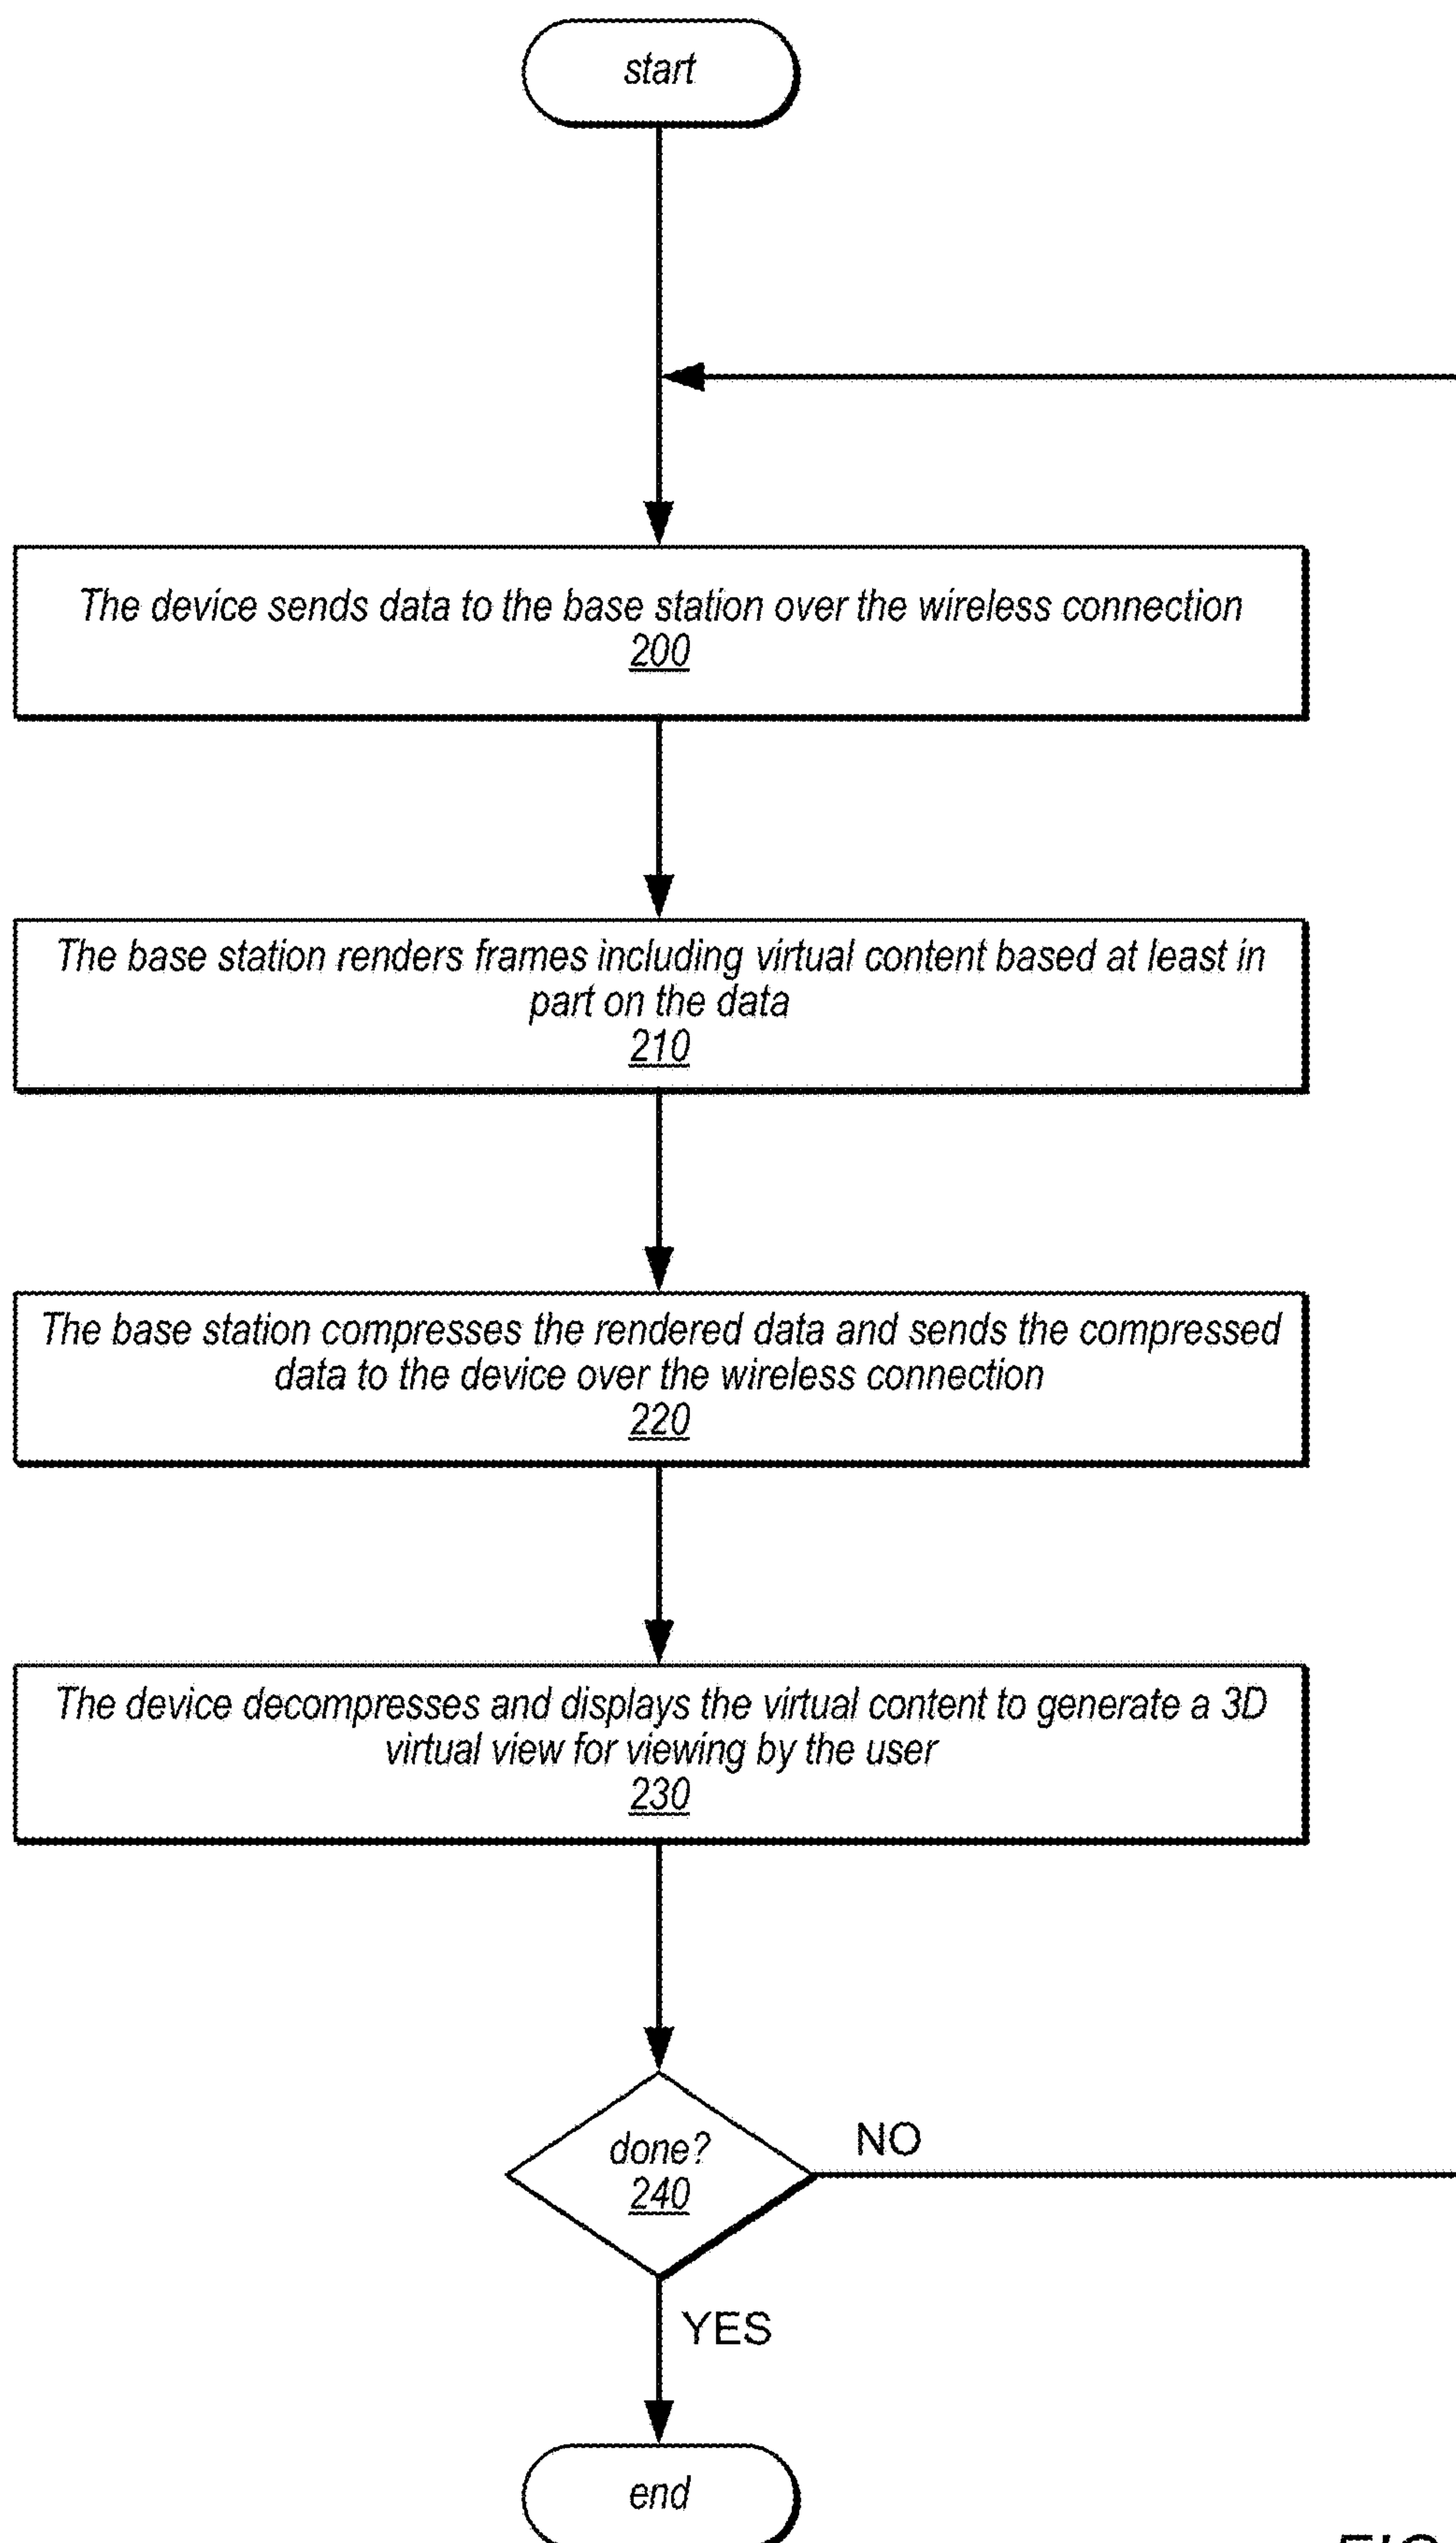 start
The device sends data to the base station over the wireless connection
200
The base station renders frames including virtual content based at least in
part on the data
210
The base station compresses the rendered data and sends the compressed
data to the device over the wireless connection
220
The device decompresses and displays the virtual content to generate a 3D
virtual view for viewing by the user
230
done?
240
NO
YES
end